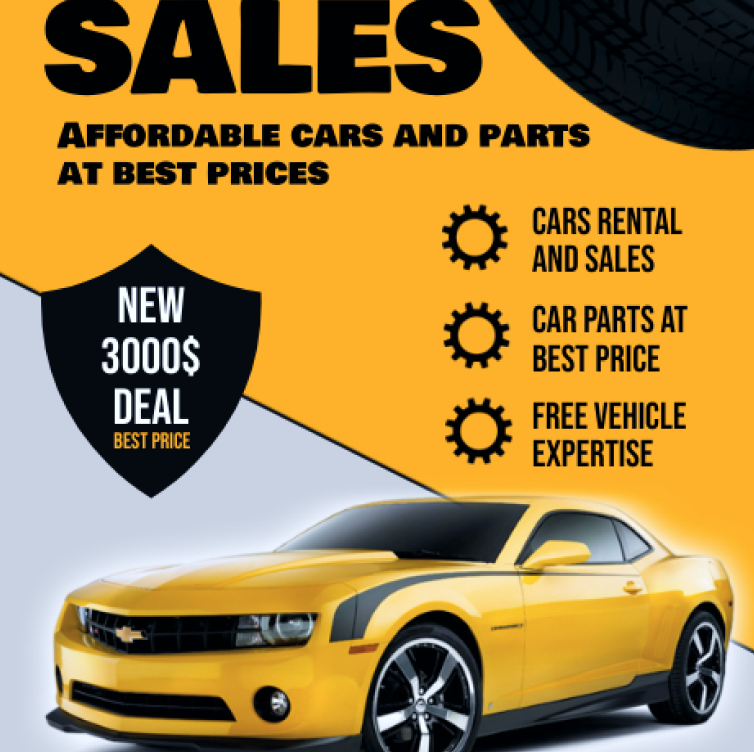 SALES
AFFORDABLE CARS AND PARTS
AT BEST PRICES
CARS RENTAL
AND SALES
NEW
3000$
DEAL
BEST PRICE
CAR PARTS AT
BEST PRICE
FREE VEHICLE
EXPERTISE